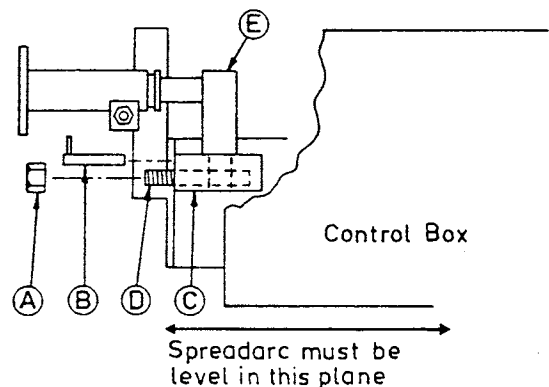 E
Control Box
A
B
D
C
Spreadarc must be
level in this plane